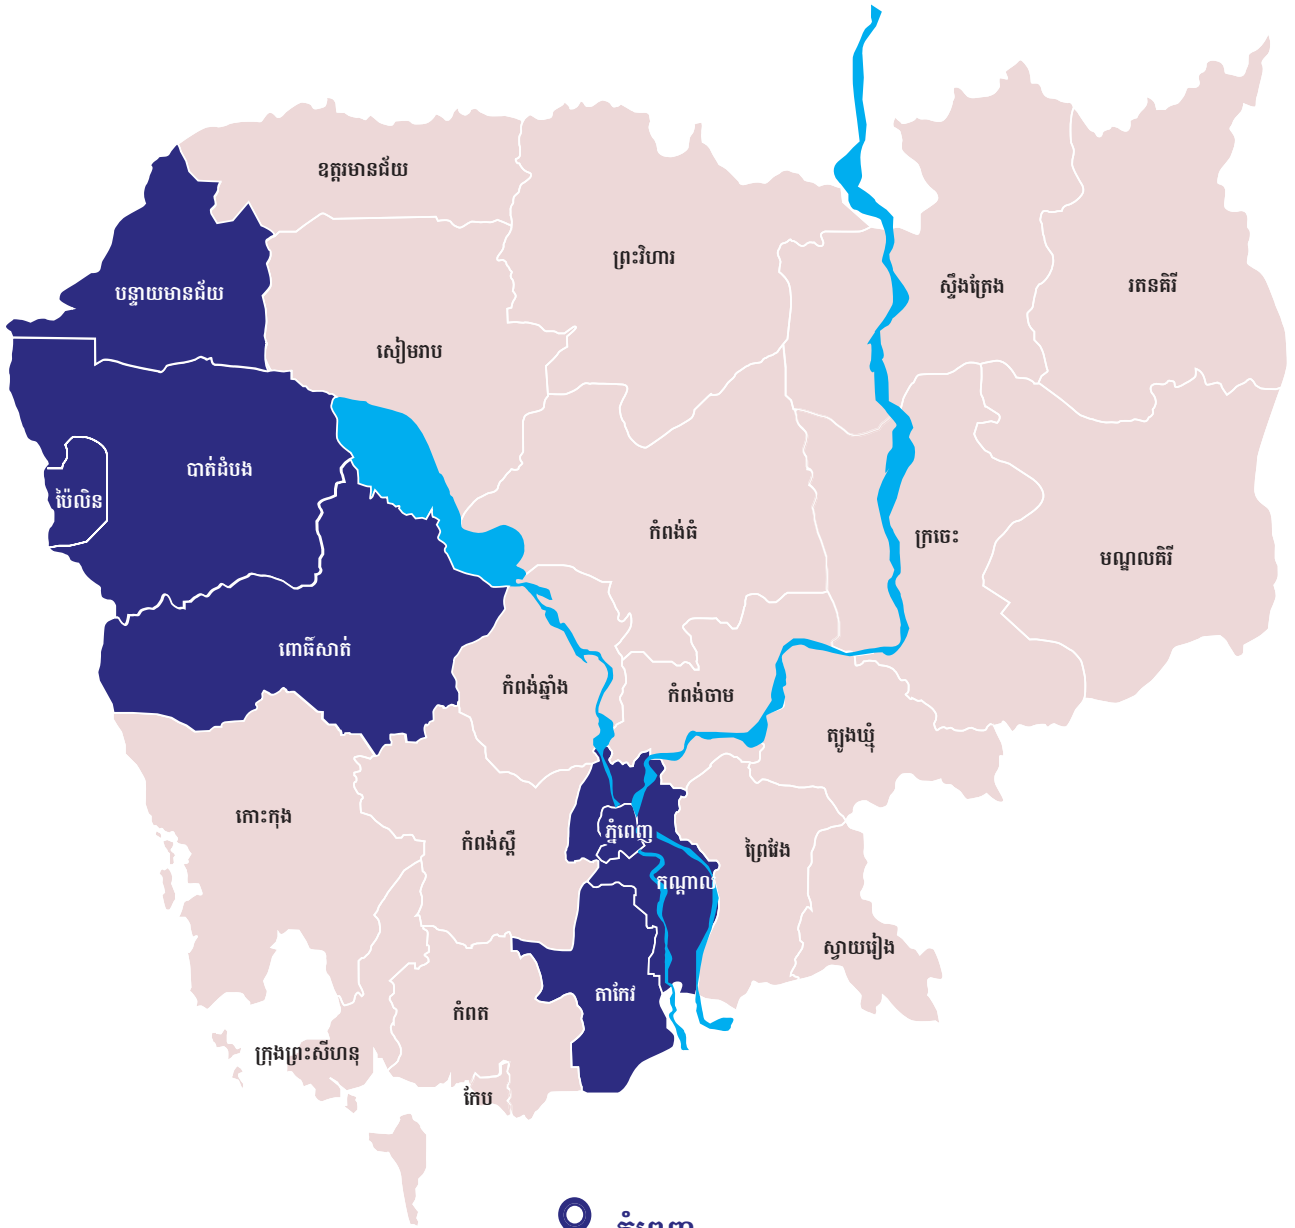 ឧត្តរមានជ័យ
ព្រះវិហារ
ស្ទឹងត្រែង
រតនគិរី
បន្ទាយមានជ័យ
សៀមរាប
បាត់ដំបង
ប៉ៃលិន
កំពង់ធំ
ក្រចេះ
មណ្ឌលគិរី
ពោធិ៍សាត់
កំពង់ឆ្នាំង
កំពង់ចាម
ត្បូងឃ្មុំ
កោះកុង
កំពង់ស្ពឺ
ភ្នំពេញ
ព្រៃវែង
កណ្ដាល
ស្វាយរៀង
តាកែវ
កំពត
ក្រុងព្រះសីហនុ
កែប